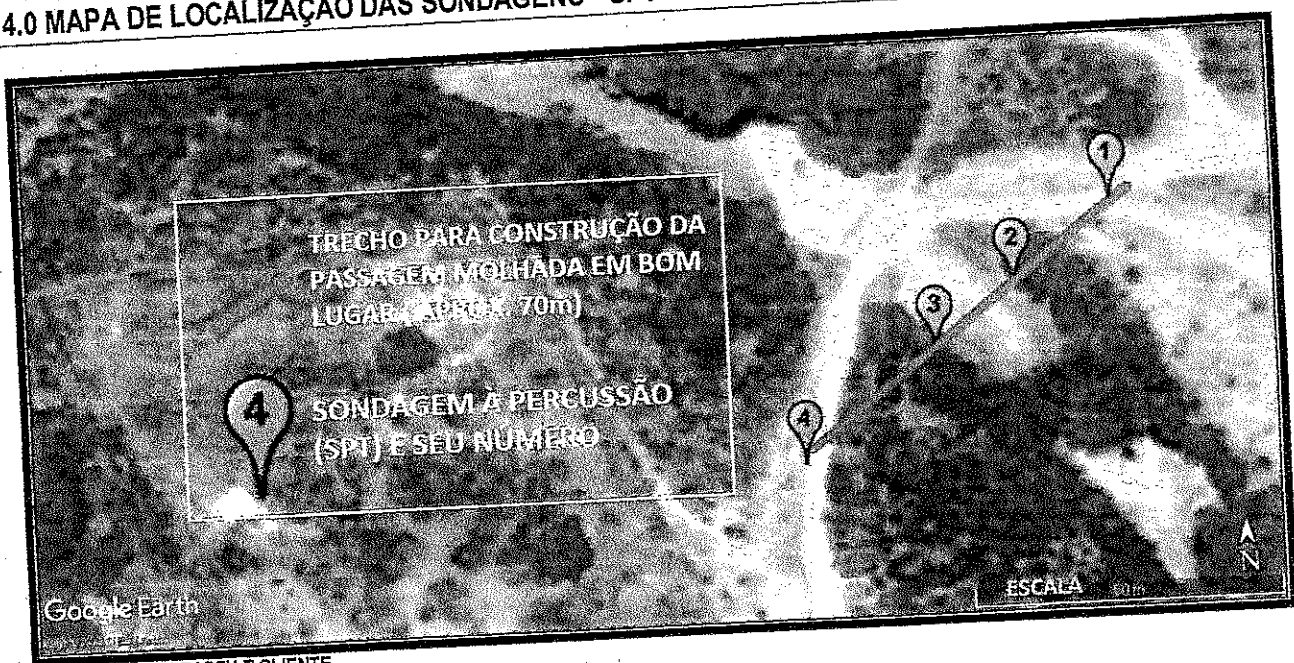 4.0 MAPA DE LOCALIZAÇÃO DAS SONDAGENS
1
2
3
4
TRECHO PARA CONSTRUÇÃO DA
PASSAGEM MOLHADA EM BOM
LUGAR (APROX. 70m)
4
SONDAGEM À PERCUSSÃO
(SPT) E SEU NÚMERO
Google Earth
ESCALA
N
CLIENTE